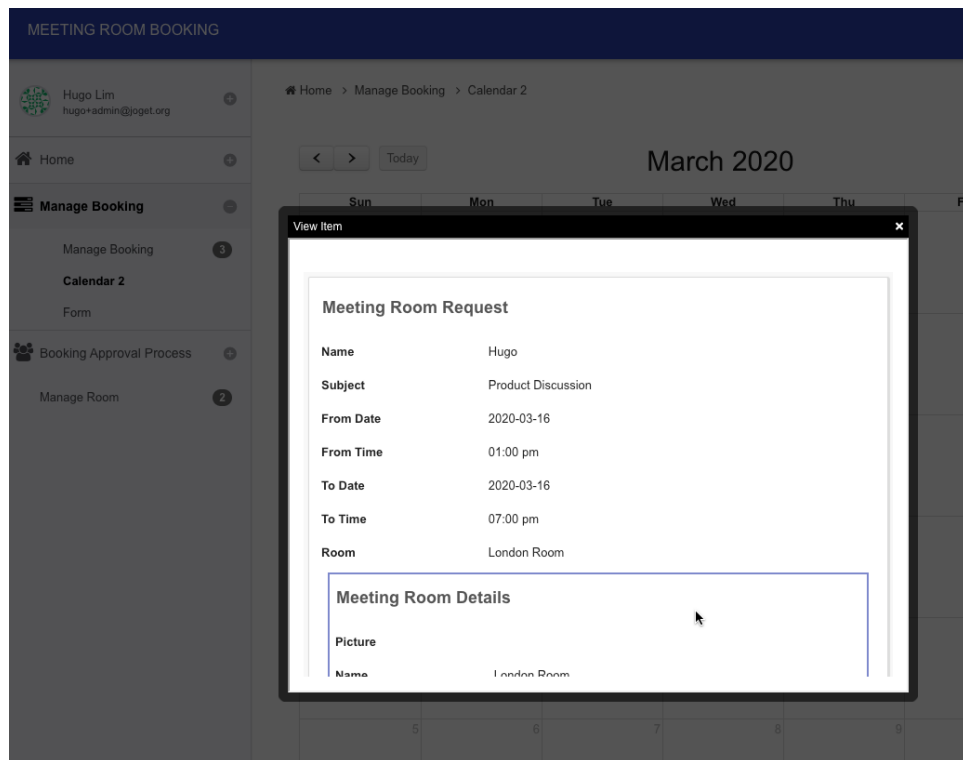 MEETING ROOM BOOKING
Hugo Lim
hugo+admin@joget.org
Home
Manage Booking
Manage Booking 3
Calendar 2
Form
Booking Approval Process
Manage Room 2
Home > Manage Booking > Calendar 2
Today
March 2020
Sun Mon Tue Wed Thu F
View Item
Meeting Room Request
Name Hugo
Subject Product Discussion
From Date 2020-03-16
From Time 01:00 pm
To Date 2020-03-16
To Time 07:00 pm
Room London Room
Meeting Room Details
Picture
Name London Room
5 6 7 8 9